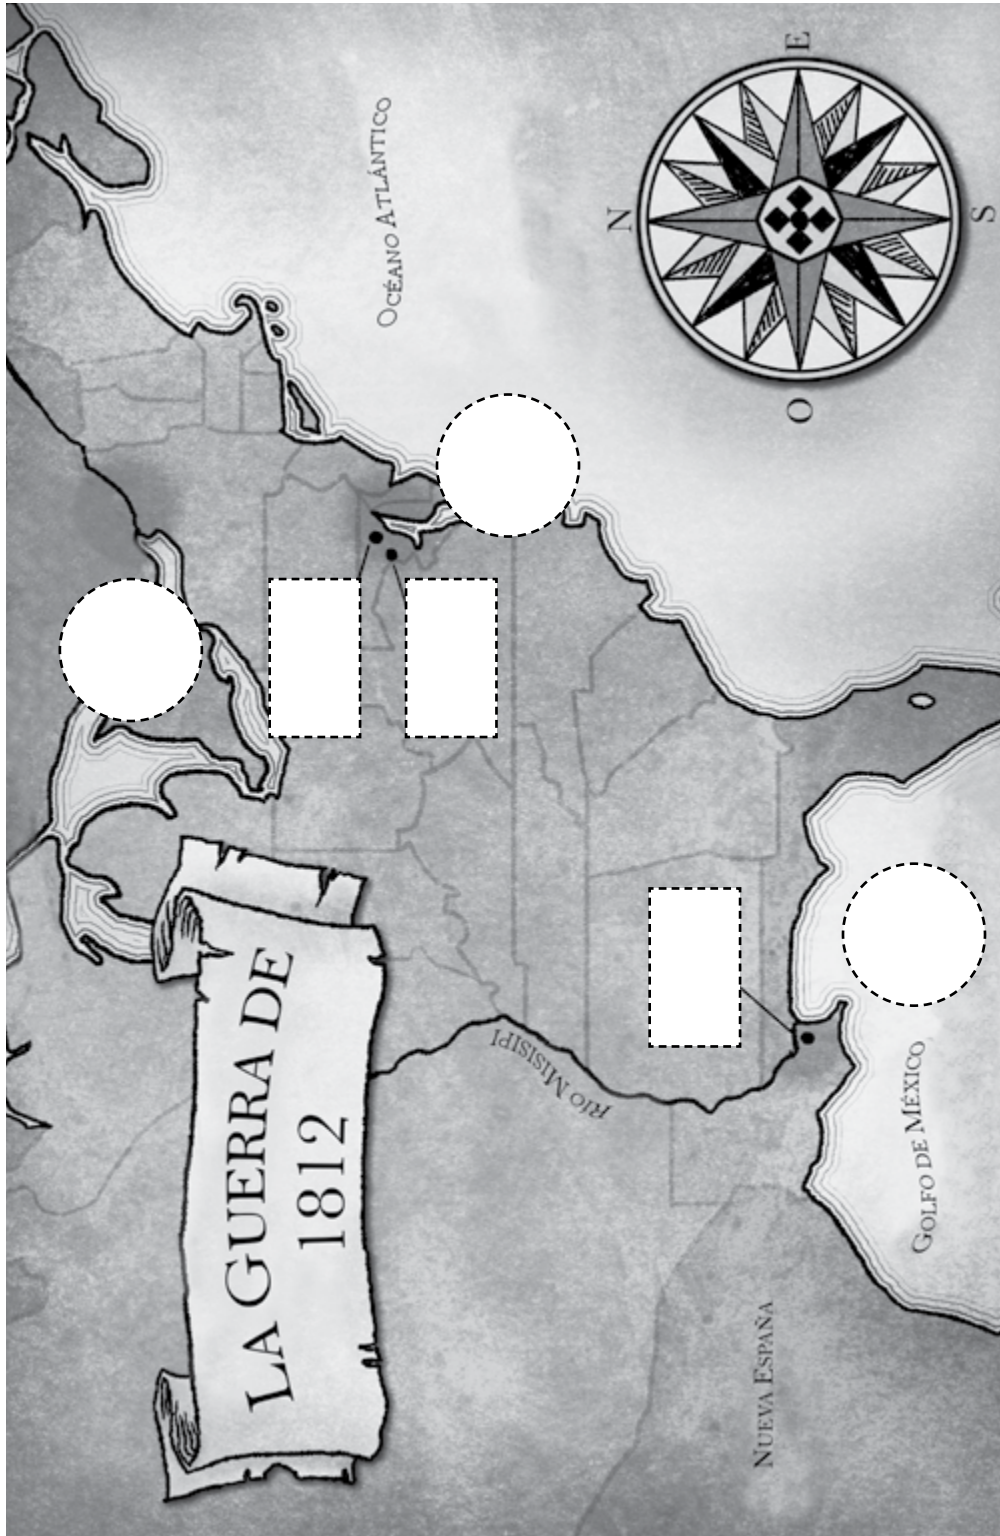 LA GUERRA DE
1812
OCÉANO ATLÁNTICO
N
E
S
O
RÍO MISISIPI
GOLFO DE MÉXICO
NUEVA ESPAÑA